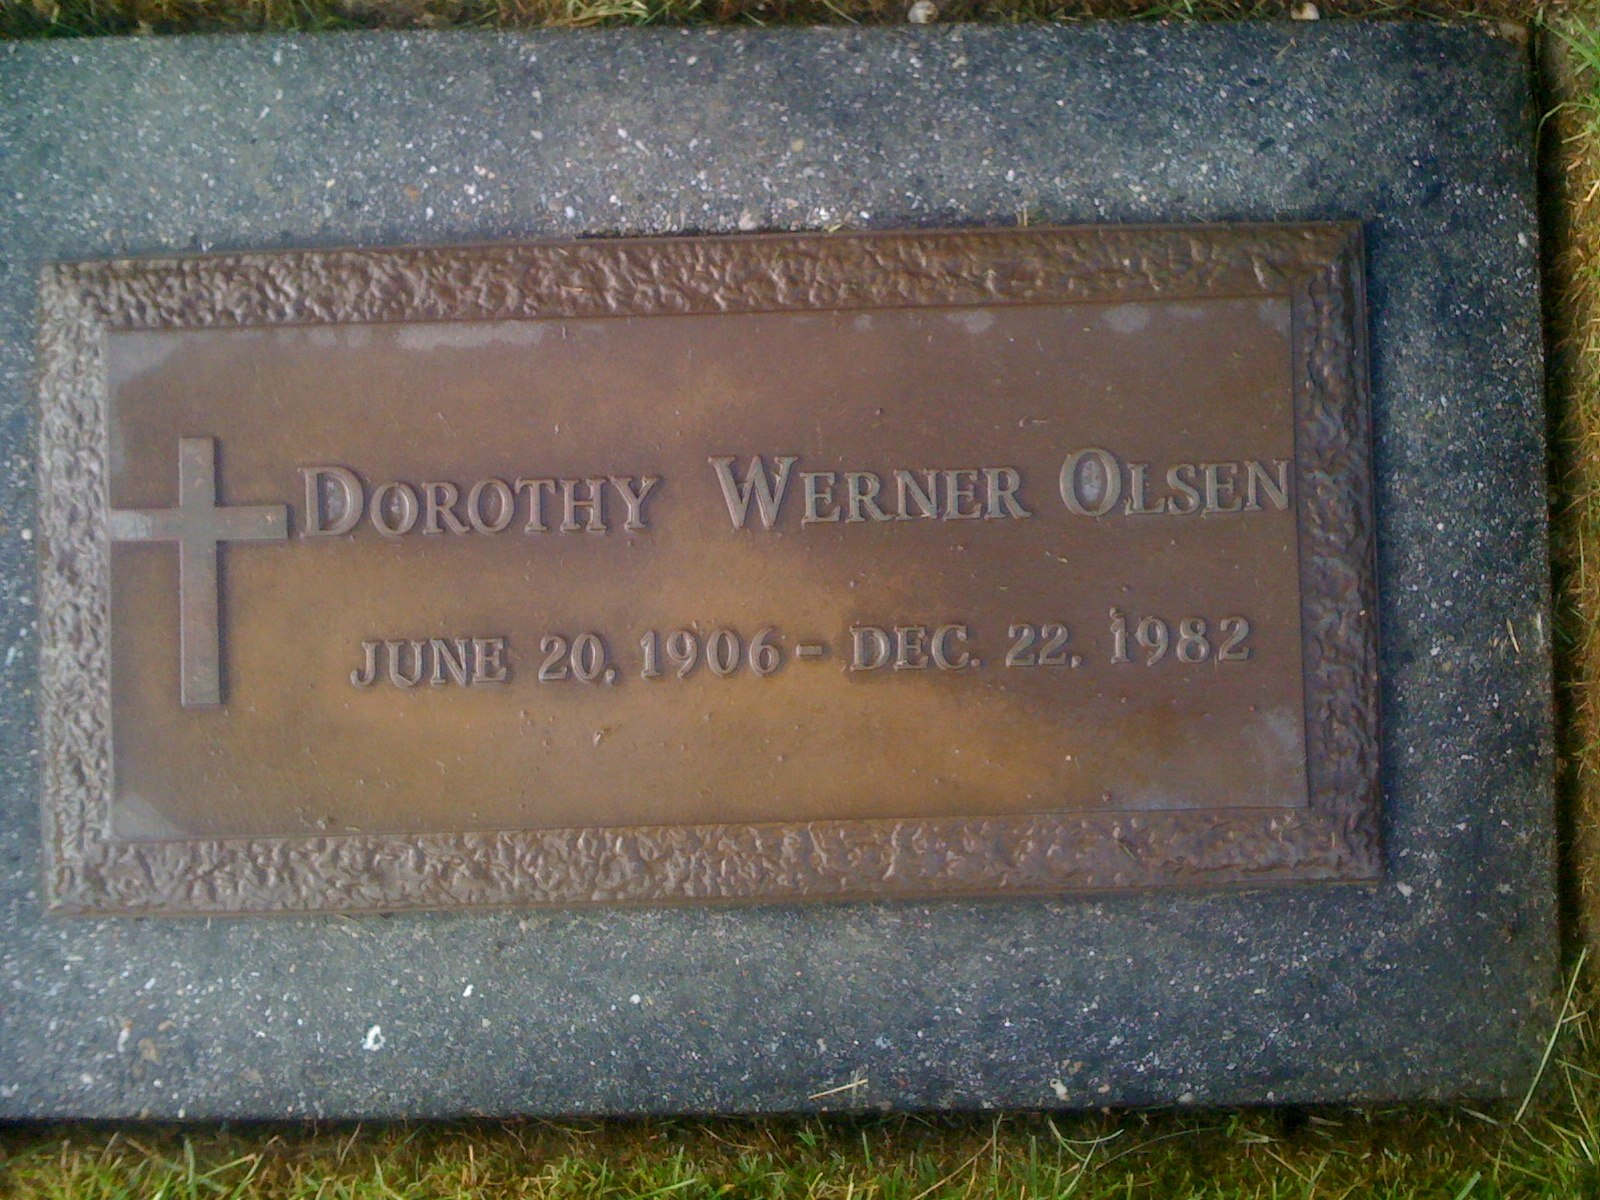 DOROTHY WERNER OLSEN
JUNE 20, 1906 – DEC. 22, 1982